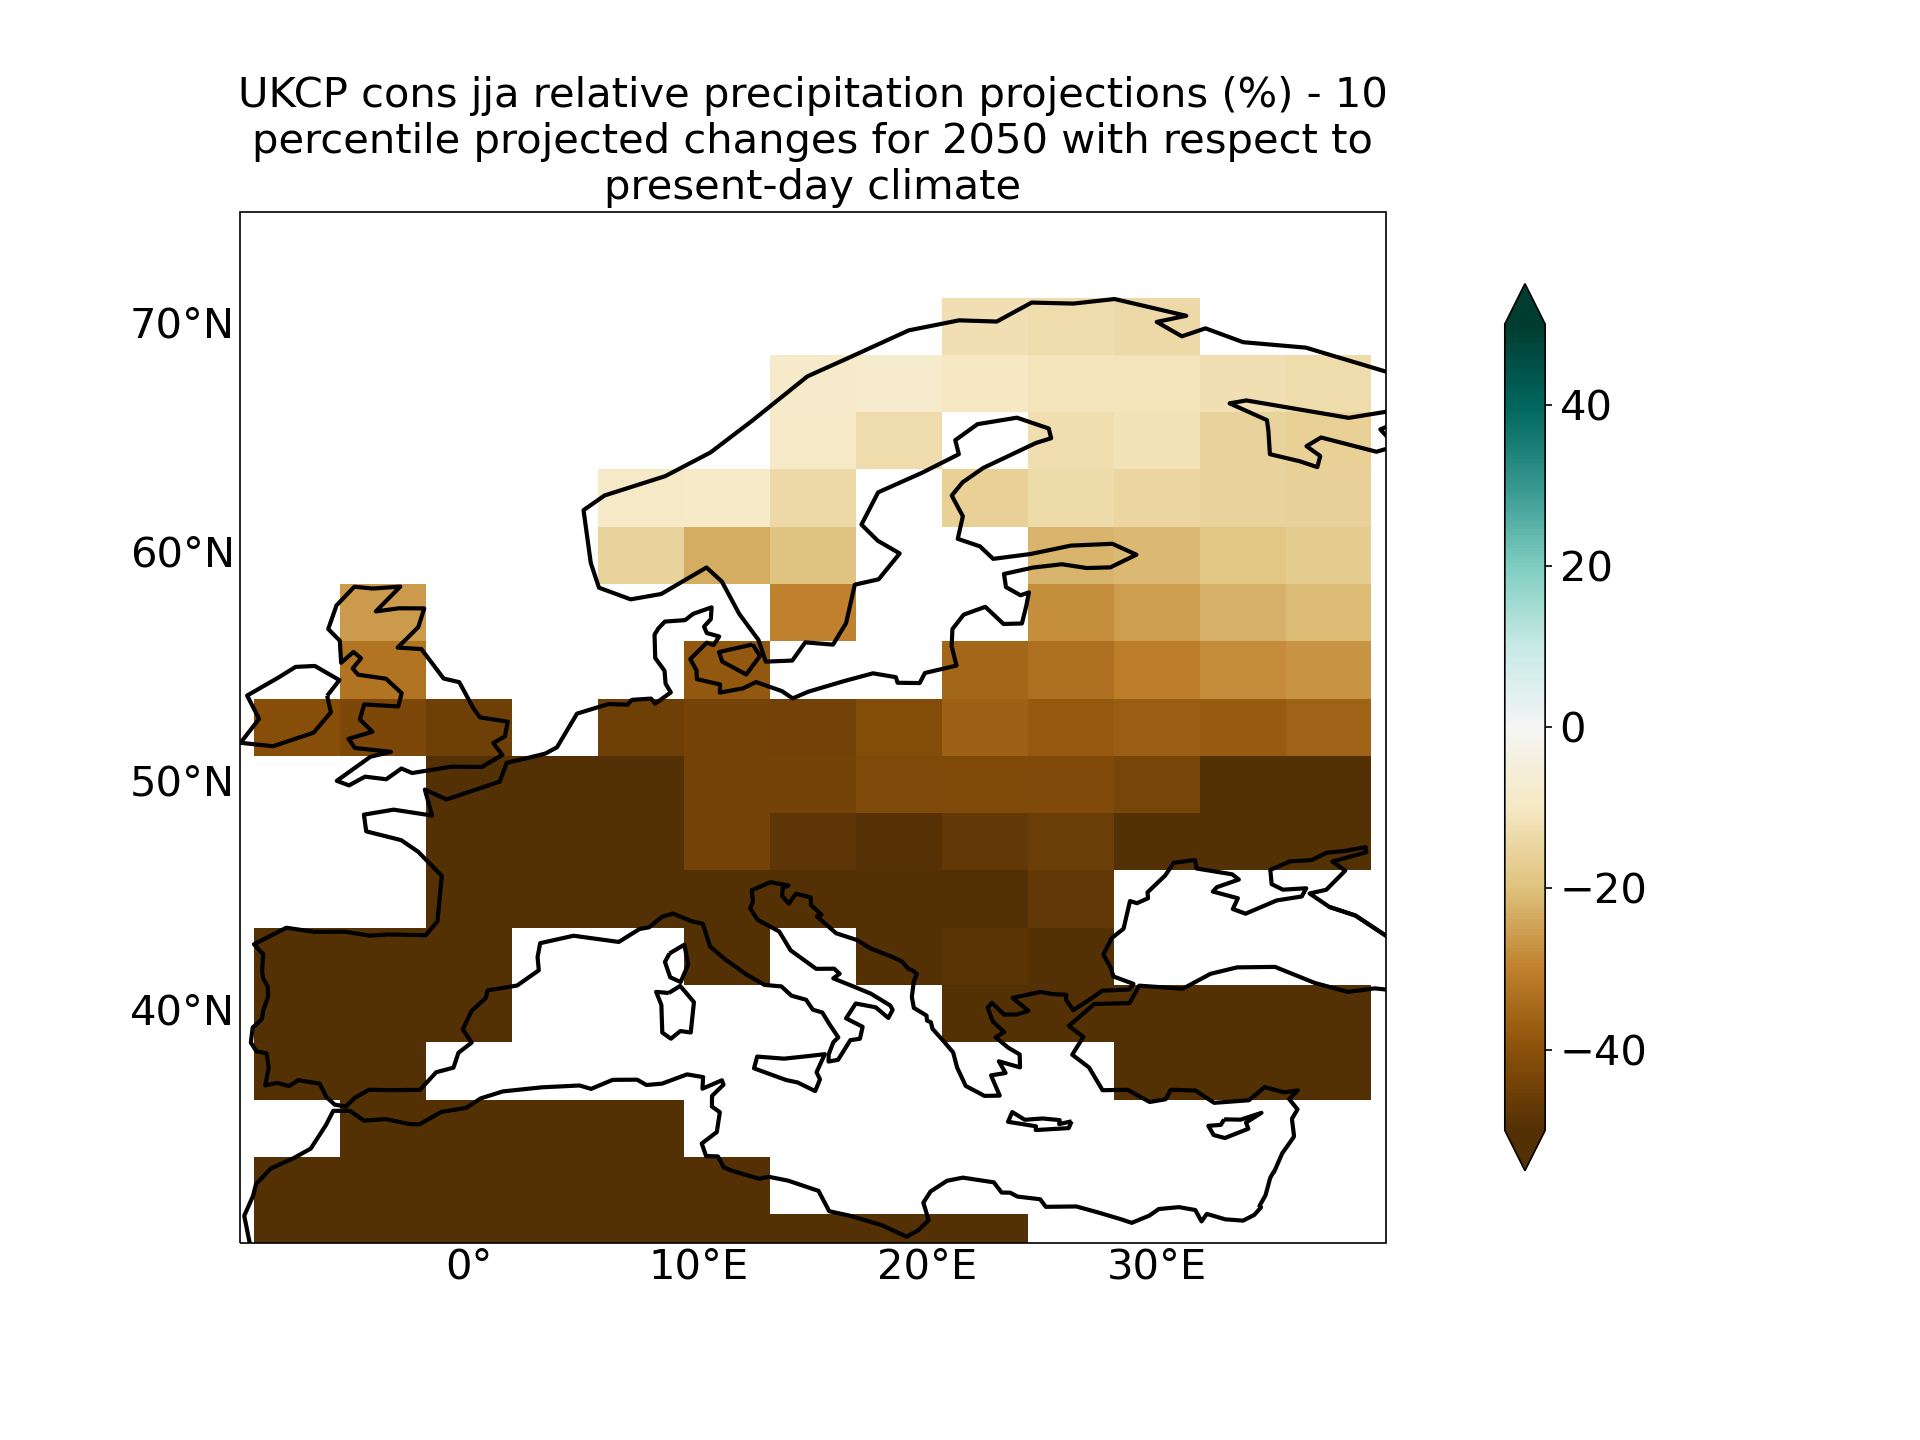 UKCP cons jja relative precipitation projections (%) - 10
percentile projected changes for 2050 with respect to
present-day climate
70°N
60°N
50°N
40°N
0°
10°E
20°E
30°E
40
20
0
−20
−40